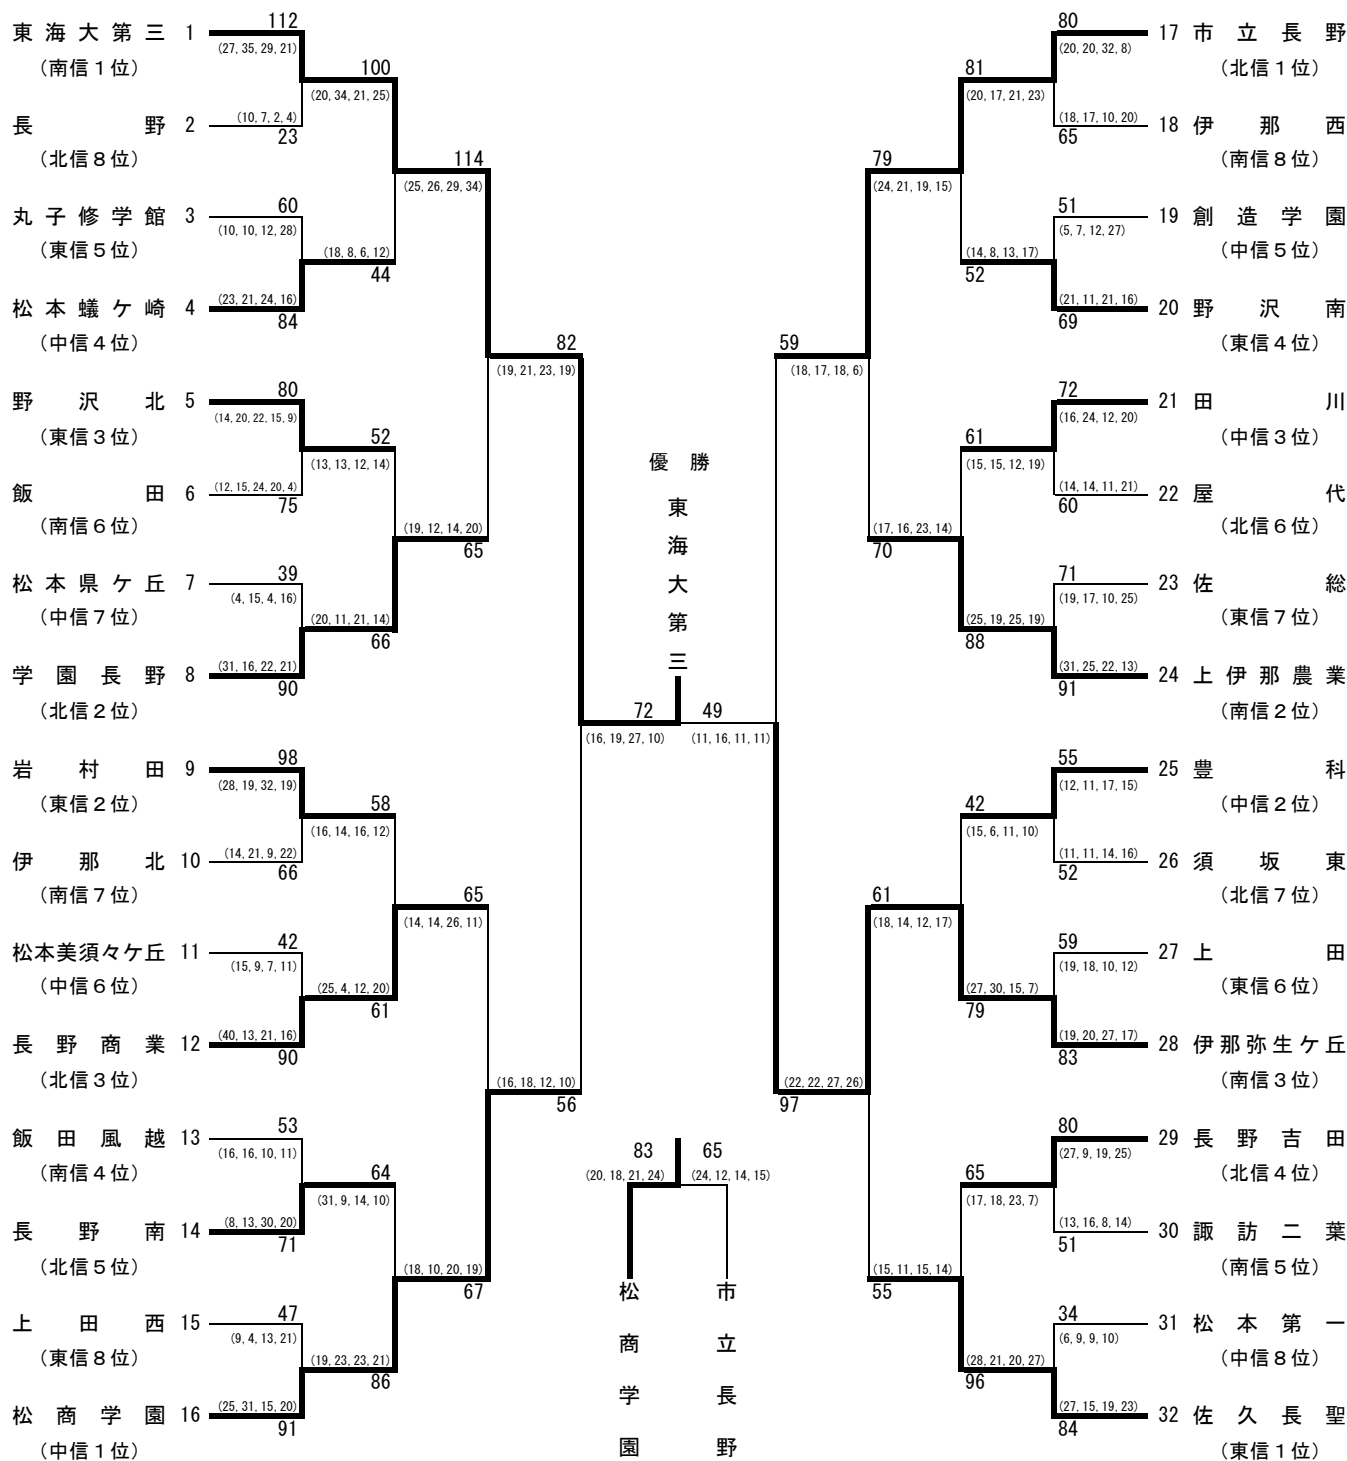 東海大第三 1 112
(27, 35, 29, 21)
(南信1位)
100
(20, 34, 21, 25)
長野 2 (10, 7, 2, 4)
23
(北信8位)
114
(25, 26, 29, 34)
丸子修学館 3 60
(10, 10, 12, 28)
(東信5位)
(18, 8, 6, 12)
44
松本蟻ケ崎 4 (23, 21, 24, 16)
84
(中信4位)
82
(19, 21, 23, 19)
野沢北 5 80
(14, 20, 22, 15, 9)
(東信3位)
52
(13, 13, 12, 14)
飯田 6 (12, 15, 24, 20, 4)
75
(南信6位)
(19, 12, 14, 20)
65
松本県ケ丘 7 39
(4, 15, 4, 16)
(中信7位)
(20, 11, 21, 14)
66
学園長野 8 (31, 16, 22, 21)
90
(北信2位)
72
(16, 19, 27, 10)
岩村田 9 98
(28, 19, 32, 19)
(東信2位)
58
(16, 14, 16, 12)
伊那北 10 (14, 21, 9, 22)
66
(南信7位)
65
(14, 14, 26, 11)
松本美須々ケ丘 11 42
(15, 9, 7, 11)
(中信6位)
(25, 4, 12, 20)
61
長野商業 12 (40, 13, 21, 16)
90
(北信3位)
(16, 18, 12, 10)
56
飯田風越 13 53
(16, 16, 10, 11)
(南信4位)
64
(31, 9, 14, 10)
長野南 14 (8, 13, 30, 20)
71
(北信5位)
(18, 10, 20, 19)
67
上田西 15 47
(9, 4, 13, 21)
(東信8位)
(19, 23, 23, 21)
86
松商学園 16 (25, 31, 15, 20)
91
(中信1位)
優勝
東海大第三
49
(11, 16, 11, 11)
83 65
(20, 18, 21, 24) (24, 12, 14, 15)
松商学園
市立長野
80 17 市立長野
(20, 20, 32, 8)
(北信1位)
81
(20, 17, 21, 23)
(18, 17, 10, 20) 18 伊那西
65
(南信8位)
79
(24, 21, 19, 15)
51 19 創造学園
(5, 7, 12, 27)
(中信5位)
(14, 8, 13, 17)
52
(21, 11, 21, 16) 20 野沢南
69
(東信4位)
59
(18, 17, 18, 6)
72 21 田川
(16, 24, 12, 20)
(中信3位)
61
(15, 15, 12, 19)
(14, 14, 11, 21) 22 屋代
60
(北信6位)
(17, 16, 23, 14)
70
71 23 佐総
(19, 17, 10, 25)
(東信7位)
(25, 19, 25, 19)
88
(31, 25, 22, 13) 24 上伊那農業
91
(南信2位)
55 25 豊科
(12, 11, 17, 15)
(中信2位)
42
(15, 6, 11, 10)
(11, 11, 14, 16) 26 須坂東
52
(北信7位)
61
(18, 14, 12, 17)
59 27 上田
(19, 18, 10, 12)
(東信6位)
(27, 30, 15, 7)
79
(19, 20, 27, 17) 28 伊那弥生ケ丘
83
(南信3位)
(22, 22, 27, 26)
97
80 29 長野吉田
(27, 9, 19, 25)
(北信4位)
65
(17, 18, 23, 7)
(13, 16, 8, 14) 30 諏訪二葉
51
(南信5位)
(15, 11, 15, 14)
55
34 31 松本第一
(6, 9, 9, 10)
(中信8位)
(28, 21, 20, 27)
96
(27, 15, 19, 23) 32 佐久長聖
84
(東信1位)